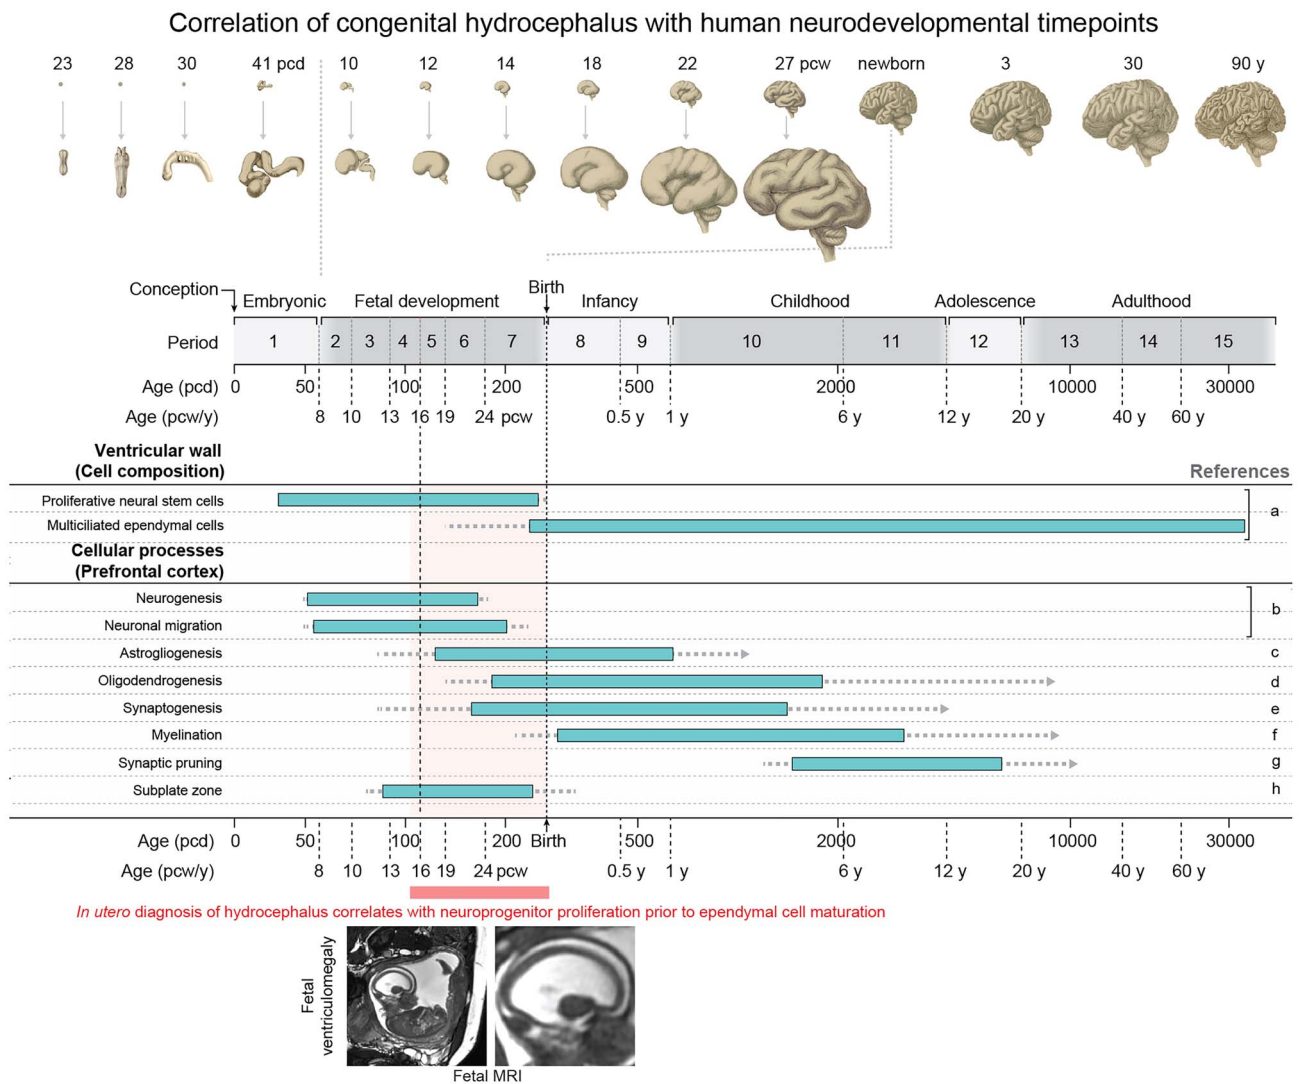 Correlation of congenital hydrocephalus with human neurodevelopmental timepoints
23 28 30 41 pcd 10 12 14 18 22 27 pcw newborn 3 30 90 y
Conception
Birth
Embryonic Fetal development Infancy Childhood Adolescence Adulthood
Period 1 2 3 4 5 6 7 8 9 10 11 12 13 14 15
Age (pcd) 0 50 100 200 500 2000 10000 30000
Age (pcw/y) 8 10 13 16 19 24 pcw 0.5 y 1 y 6 y 12 y 20 y 40 y 60 y
Ventricular wall
(Cell composition) References
Proliferative neural stem cells
a
Multiciliated ependymal cells
Cellular processes
(Prefrontal cortex)
Neurogenesis
b
Neuronal migration
Astrogliogenesis c
Oligodendrogenesis d
Synaptogenesis e
Myelination f
Synaptic pruning g
Subplate zone h
Age (pcd) 0 50 100 200 Birth 500 2000 10000 30000
Age (pcw/y) 8 10 13 16 19 24 pcw 0.5 y 1 y 6 y 12 y 20 y 40 y 60 y
In utero diagnosis of hydrocephalus correlates with neuroprogenitor proliferation prior to ependymal cell maturation
Fetal
ventriculomegaly
Fetal MRI